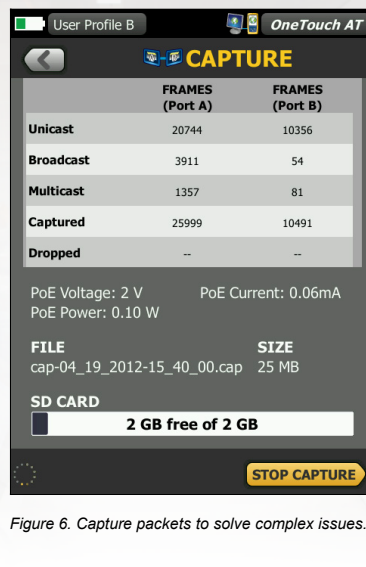 User Profile B OneTouch AT
CAPTURE
FRAMES FRAMES
(Port A) (Port B)
Unicast 20744 10356
Broadcast 3911 54
Multicast 1357 81
Captured 25999 10491
Dropped -- --
PoE Voltage: 2 V PoE Current: 0.06mA
PoE Power: 0.10 W
FILE SIZE
cap-04_19_2012-15_40_00.cap 25 MB
SD CARD
2 GB free of 2 GB
STOP CAPTURE
Figure 6. Capture packets to solve complex issues.